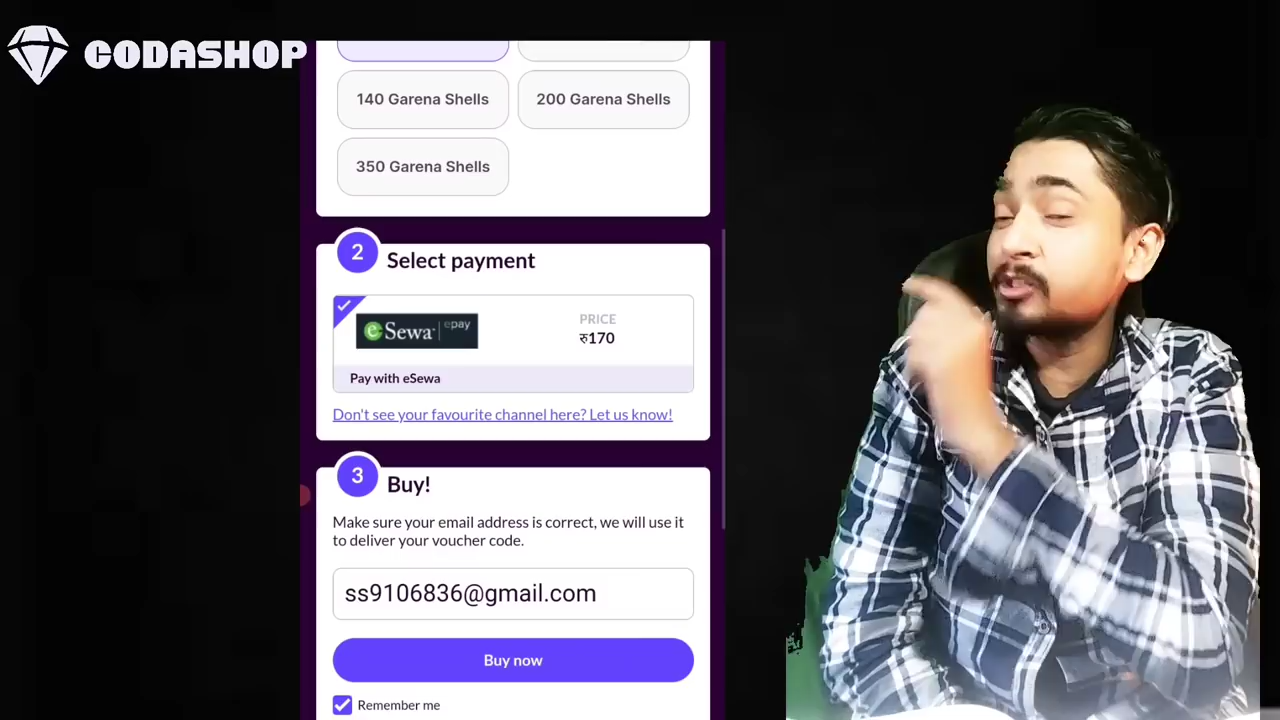 CODASHOP
140 Garena Shells
200 Garena Shells
350 Garena Shells
2
Select payment
eSewa epay
PRICE
रु170
Pay with eSewa
Don't see your favourite channel here? Let us know!
3
Buy!
Make sure your email address is correct, we will use it
to deliver your voucher code.
ss9106836@gmail.com
Buy now
Remember me